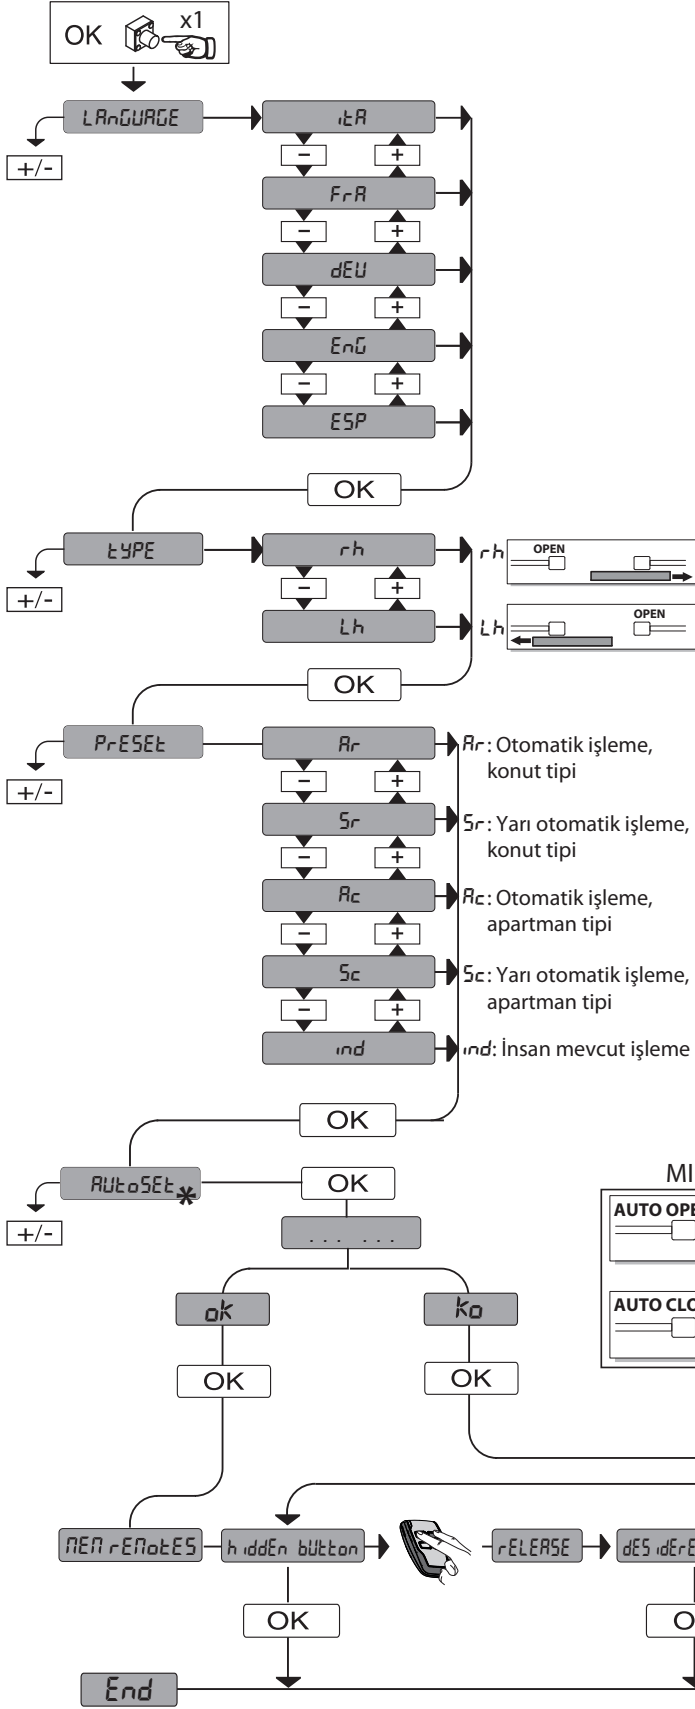 OK x1
LAnGUAGE
+/-
itA
- +
FrA
- +
dEU
- +
EnG
- +
ESP
OK
tYPE
+/-
rh
- +
Lh
rh OPEN
Lh OPEN
OK
PrESEt
+/-
Ar
- +
Sr
- +
Ac
- +
Sc
- +
ind
Ar: Otomatik işleme,
konut tipi
Sr: Yarı otomatik işleme,
konut tipi
Ac: Otomatik işleme,
apartman tipi
Sc: Yarı otomatik işleme,
apartman tipi
ind: İnsan mevcut işleme
OK
AUtoSEt *
+/-
OK
... ...
ok
Ko
OK
OK
AUTO
AUTO
MEM rEMotES
hiddEn bUtton
rELEASE
OK
End